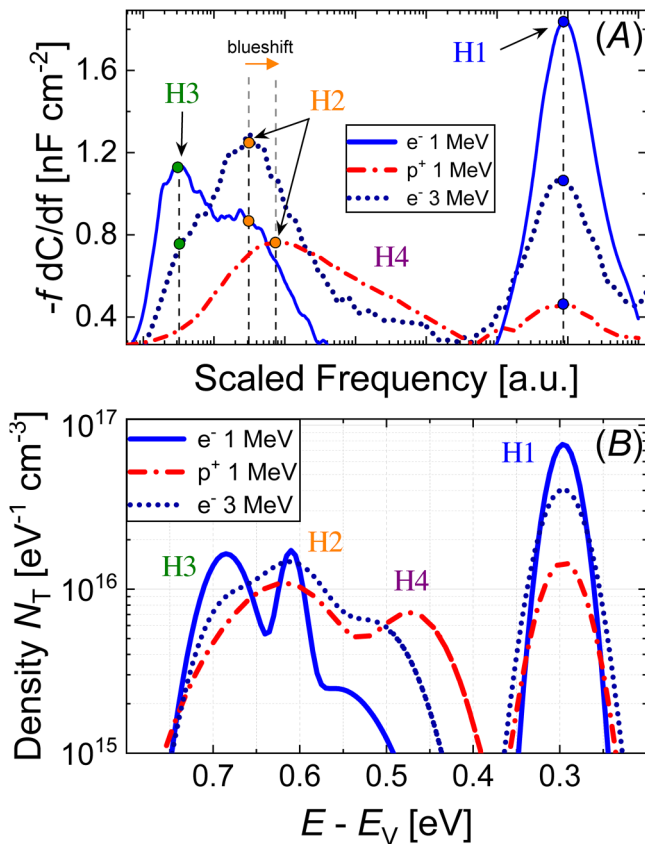 (A)
blueshift
H1
H3
H2
H4
e⁻ 1 MeV
p⁺ 1 MeV
e⁻ 3 MeV
1.6
1.2
0.8
0.4
-f dC/df [nF cm⁻²]
Scaled Frequency [a.u.]
(B)
e⁻ 1 MeV
p⁺ 1 MeV
e⁻ 3 MeV
H1
H2
H3
H4
10¹⁷
10¹⁶
10¹⁵
Density N_T [eV⁻¹ cm⁻³]
0.7 0.6 0.5 0.4 0.3
E - E_V [eV]